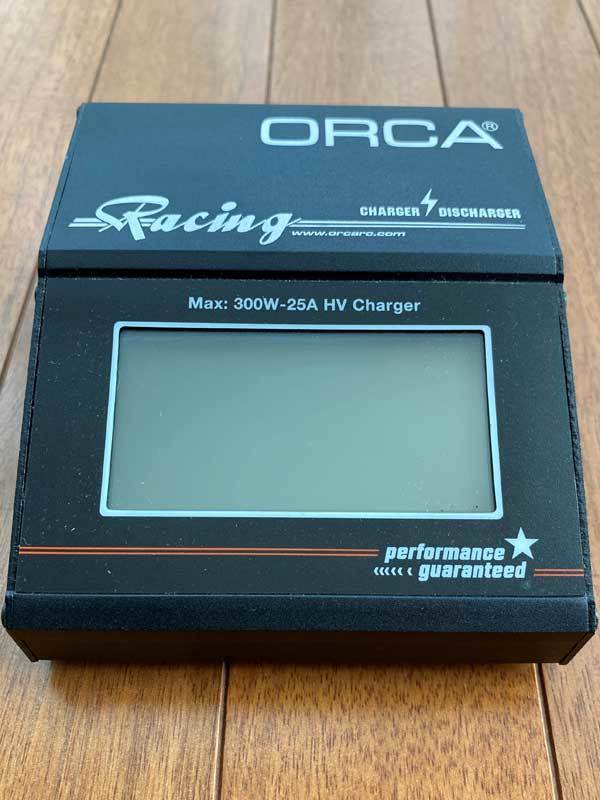 ORCA®
Racing
CHARGER DISCHARGER
www.orcarc.com
Max: 300W-25A HV Charger
performance
guaranteed